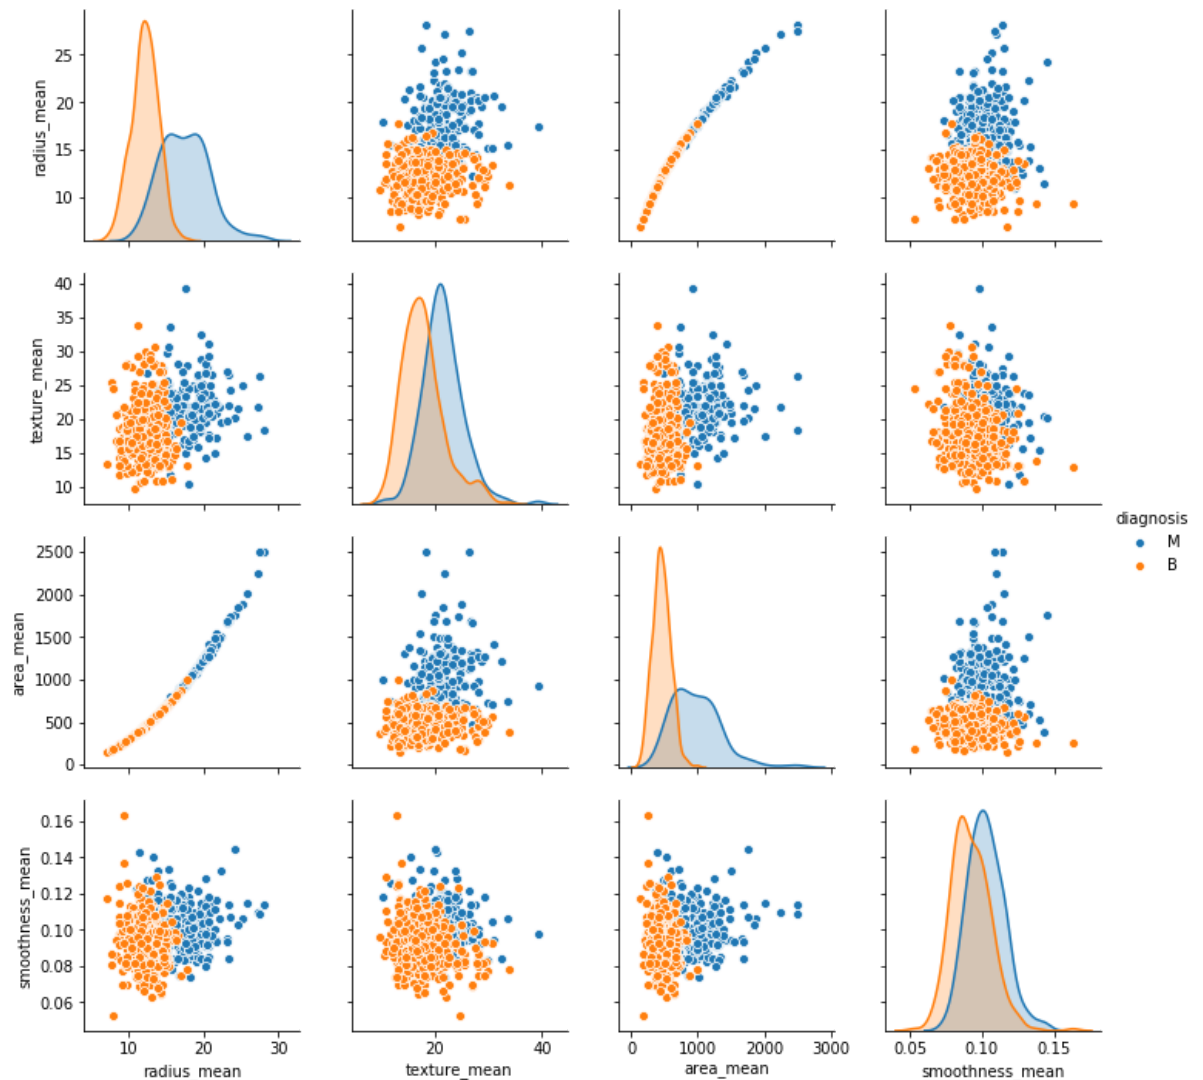 radius_mean
25
20
15
10
texture_mean
40
35
30
25
20
15
10
area_mean
2500
2000
1500
1000
500
0
smoothness_mean
0.16
0.14
0.12
0.10
0.08
0.06
10 20 30
radius_mean
20 40
texture_mean
0 1000 2000 3000
area_mean
0.05 0.10 0.15
smoothness_mean
diagnosis
M
B